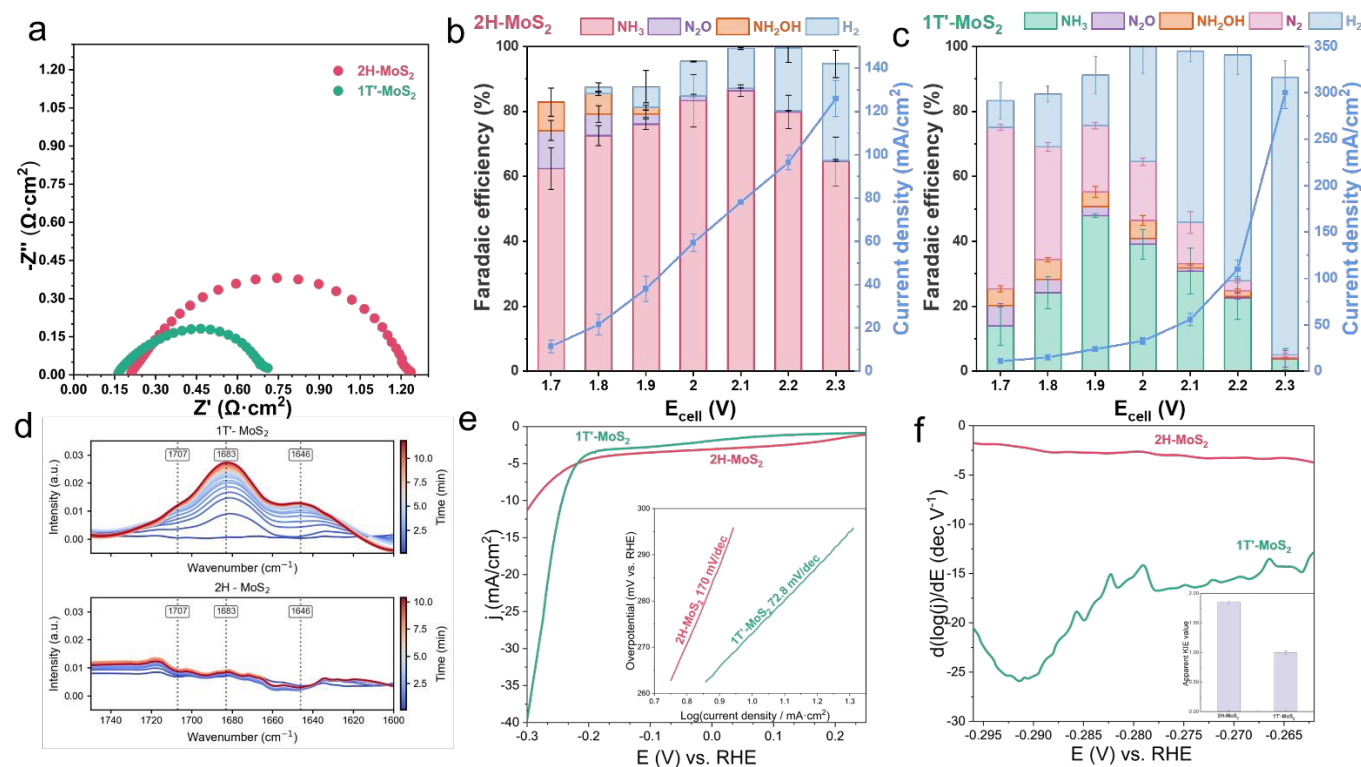 a
1.20
1.05
0.90
0.75
0.60
0.45
0.30
0.15
0.00
-Z'' (Ω·cm²)
2H-MoS₂
1T'-MoS₂
0.00 0.15 0.30 0.45 0.60 0.75 0.90 1.05 1.20
Z' (Ω·cm²)
b
2H-MoS₂ NH₃ N₂O NH₂OH H₂
100
80
60
40
20
0
Faradaic efficiency (%)
140
120
100
80
60
40
20
0
Current density (mA/cm²)
1.7 1.8 1.9 2 2.1 2.2 2.3
E_cell (V)
c
1T'-MoS₂ NH₃ N₂O NH₂OH N₂ H₂
100
80
60
40
20
0
Faradaic efficiency (%)
350
300
250
200
150
100
50
0
Current density (mA/cm²)
1.7 1.8 1.9 2 2.1 2.2 2.3
E_cell (V)
d
1T'- MoS₂
1707 1683 1646
0.03
0.02
0.01
0.00
Intensity (a.u.)
10.0
7.5
5.0
2.5
Time (min)
Wavenumber (cm⁻¹)
2H - MoS₂
1707 1683 1646
0.03
0.02
0.01
0.00
Intensity (a.u.)
10.0
7.5
5.0
2.5
Time (min)
1740 1720 1700 1680 1660 1640 1620 1600
Wavenumber (cm⁻¹)
e
0
-5
-10
-15
-20
-25
-30
-35
-40
j (mA/cm²)
1T'-MoS₂
2H-MoS₂
300
290
280
270
260
Overpotential (mV vs. RHE)
2H-MoS₂ 170 mV/dec
1T'-MoS₂ 72.8 mV/dec
0.7 0.8 0.9 1.0 1.1 1.2 1.3
Log(current density / mA·cm²)
-0.3 -0.2 -0.1 0.0 0.1 0.2
E (V) vs. RHE
f
0
-5
-10
-15
-20
-25
-30
d(log(j)/dE (dec V⁻¹)
2H-MoS₂
1T'-MoS₂
2.00
1.50
1.00
0.50
0.00
Apparent KIE value
2H-MoS₂ 1T'-MoS₂
-0.295 -0.290 -0.285 -0.280 -0.275 -0.270 -0.265
E (V) vs. RHE